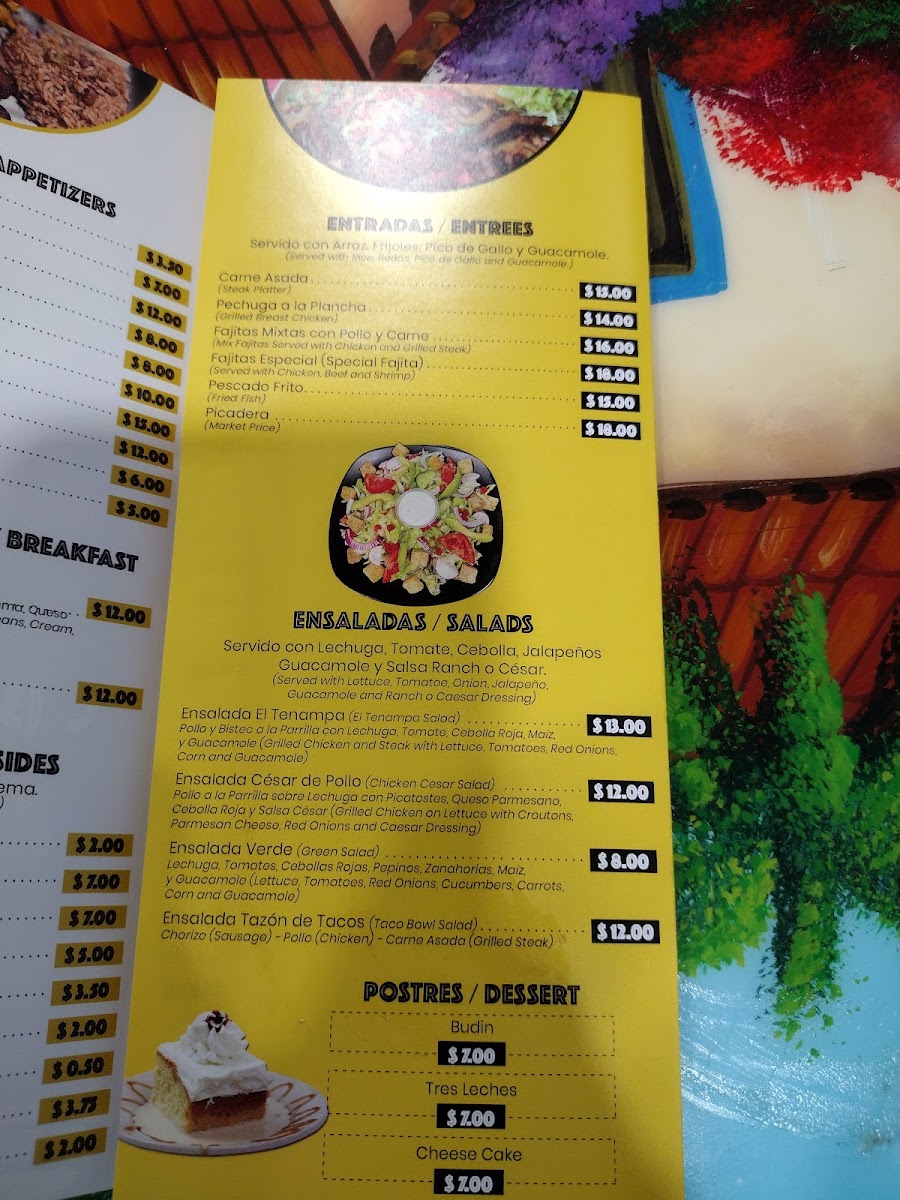 APPETIZERS
$3.50
$7.00
$12.00
$8.00
$8.00
$10.00
$15.00
$12.00
$6.00
$5.00
BREAKFAST
Queso
$12.00
Cream,
$12.00
SIDES
$2.00
$7.00
$7.00
$5.00
$3.50
$2.00
$0.50
$3.75
$2.00
ENTRADAS / ENTREES
Servido con Arroz, Frijoles, Pico de Gallo y Guacamole.
(Served with Rice, Beans, Pico de Gallo and Guacamole.)
Carne Asada $15.00
(Steak Platter)
Pechuga a la Plancha $14.00
(Grilled Breast Chicken)
Fajitas Mixtas con Pollo y Carne $16.00
(Mix Fajitas Served with Chicken and Grilled Steak)
Fajitas Especial (Special Fajita) $18.00
(Served with Chicken, Beef and Shrimp)
Pescado Frito $15.00
(Fried Fish)
Picadera $18.00
(Market Price)
ENSALADAS / SALADS
Servido con Lechuga, Tomate, Cebolla, Jalapeños
Guacamole y Salsa Ranch o César.
(Served with Lettuce, Tomatoe, Onion, Jalapeño,
Guacamole and Ranch o Caesar Dressing)
Ensalada El Tenampa (El Tenampa Salad) $13.00
Pollo y Bistec a la Parrilla con Lechuga, Tomate, Cebolla Roja, Maíz,
y Guacamole (Grilled Chicken and Steak with Lettuce, Tomatoes, Red Onions,
Corn and Guacamole)
Ensalada César de Pollo (Chicken Cesar Salad) $12.00
Pollo a la Parrilla sobre Lechuga con Picatostes, Queso Parmesano,
Cebolla Roja y Salsa César (Grilled Chicken on Lettuce with Croutons,
Parmesan Cheese, Red Onions and Caesar Dressing)
Ensalada Verde (Green Salad) $8.00
Lechuga, Tomates, Cebollas Rojas, Pepinos, Zanahorias, Maíz,
y Guacamole (Lettuce, Tomatoes, Red Onions, Cucumbers, Carrots,
Corn and Guacamole)
Ensalada Tazón de Tacos (Taco Bowl Salad) $12.00
Chorizo (Sausage) - Pollo (Chicken) - Carne Asada (Grilled Steak)
POSTRES / DESSERT
Budin
$7.00
Tres Leches
$7.00
Cheese Cake
$7.00